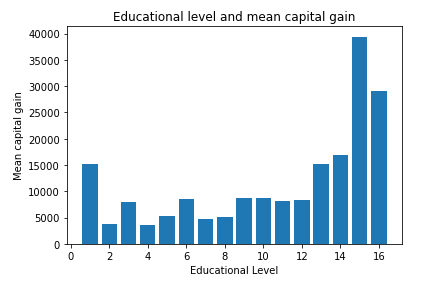 Educational level and mean capital gain
40000
35000
30000
25000
20000
15000
10000
5000
0
Mean capital gain
0 2 4 6 8 10 12 14 16
Educational Level